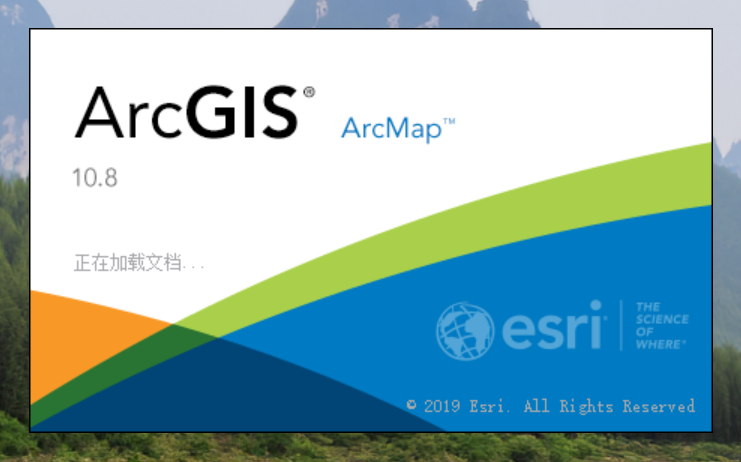 ArcGIS® ArcMap™
10.8
正在加载文档...
esri® THE SCIENCE OF WHERE®
© 2019 Esri. All Rights Reserved